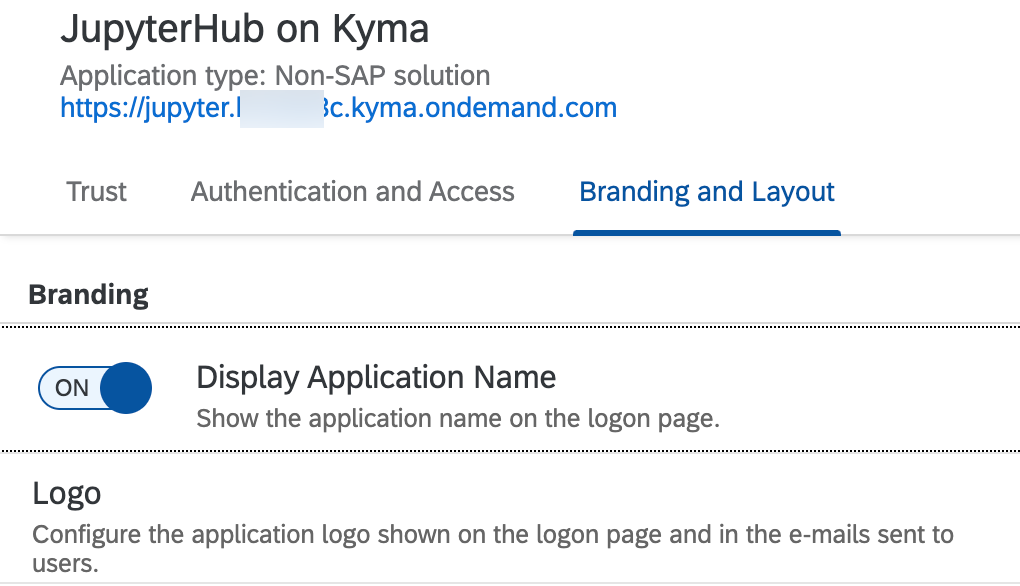 JupyterHub on Kyma
Application type: Non-SAP solution
https://jupyter. c.kyma.ondemand.com
Trust Authentication and Access Branding and Layout
Branding
ON Display Application Name
Show the application name on the logon page.
Logo
Configure the application logo shown on the logon page and in the e-mails sent to
users.